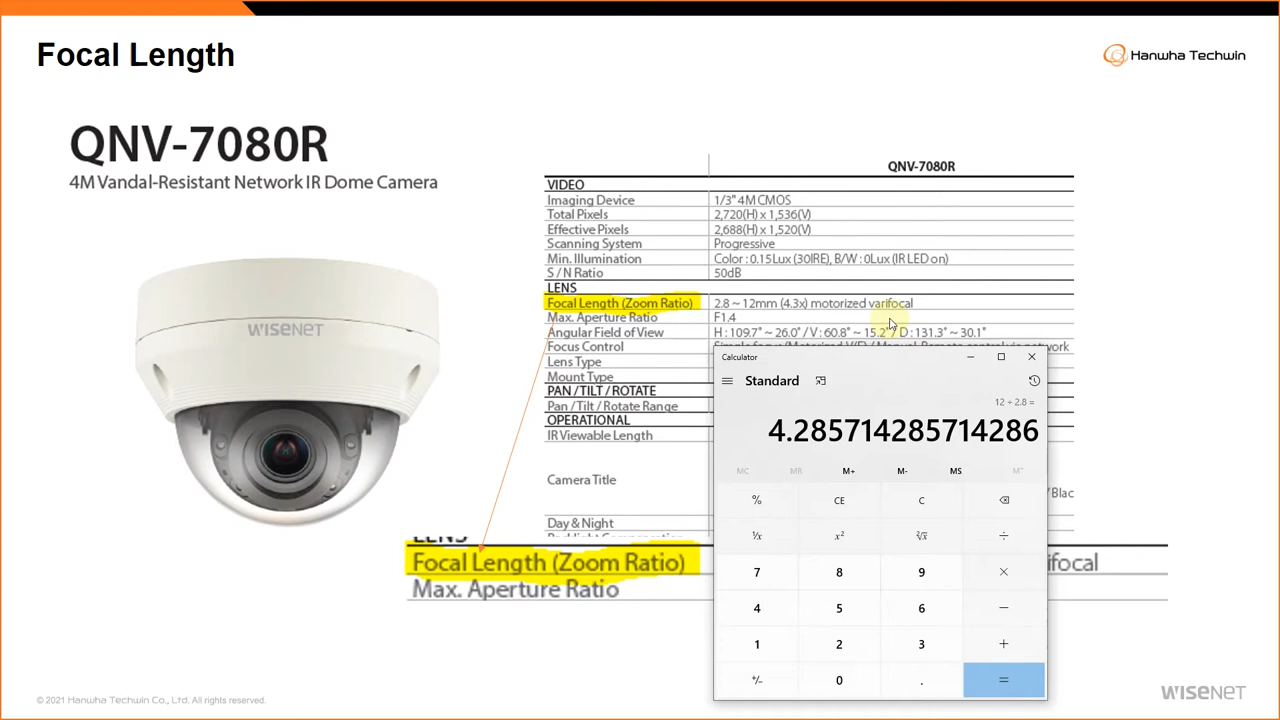 Focal Length
Hanwha Techwin
QNV-7080R
4M Vandal-Resistant Network IR Dome Camera
WISENET
QNV-7080R
VIDEO
Imaging Device 1/3" 4M CMOS
Total Pixels 2,720(H) x 1,536(V)
Effective Pixels 2,688(H) x 1,520(V)
Scanning System Progressive
Min. Illumination Color : 0.15Lux (30IRE), B/W : 0Lux (IR LED on)
S / N Ratio 50dB
LENS
Focal Length (Zoom Ratio) 2.8 ~ 12mm (4.3x) motorized varifocal
Max. Aperture Ratio F1.4
Angular Field of View H : 109.7˚ ~ 26.0˚ / V : 60.8˚ ~ 15.2˚ / D : 131.3˚ ~ 30.1˚
Focus Control
Lens Type
Mount Type
PAN / TILT / ROTATE
Pan / Tilt / Rotate Range
OPERATIONAL
IR Viewable Length
Camera Title / Blac
Day & Night
LENS
Focal Length (Zoom Ratio) ifocal
Max. Aperture Ratio
Calculator
Standard
12 ÷ 2.8 =
4.285714285714286
MC MR M+ M- MS M˅
% CE C ⌫
¹/x x² ²√x ÷
7 8 9 ×
4 5 6 −
1 2 3 +
+/− 0 . =
© 2021 Hanwha Techwin Co., Ltd. All rights reserved.
WISENET